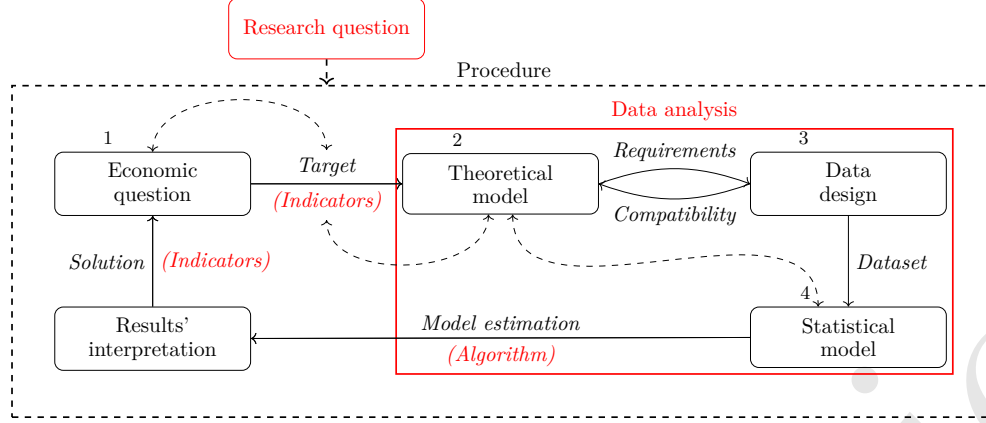 Research question
Procedure
Data analysis
1
Economic
question
Target
(Indicators)
2
Theoretical
model
Requirements
Compatibility
3
Data
design
Solution
(Indicators)
Dataset
Results’
interpretation
Model estimation
(Algorithm)
4
Statistical
model